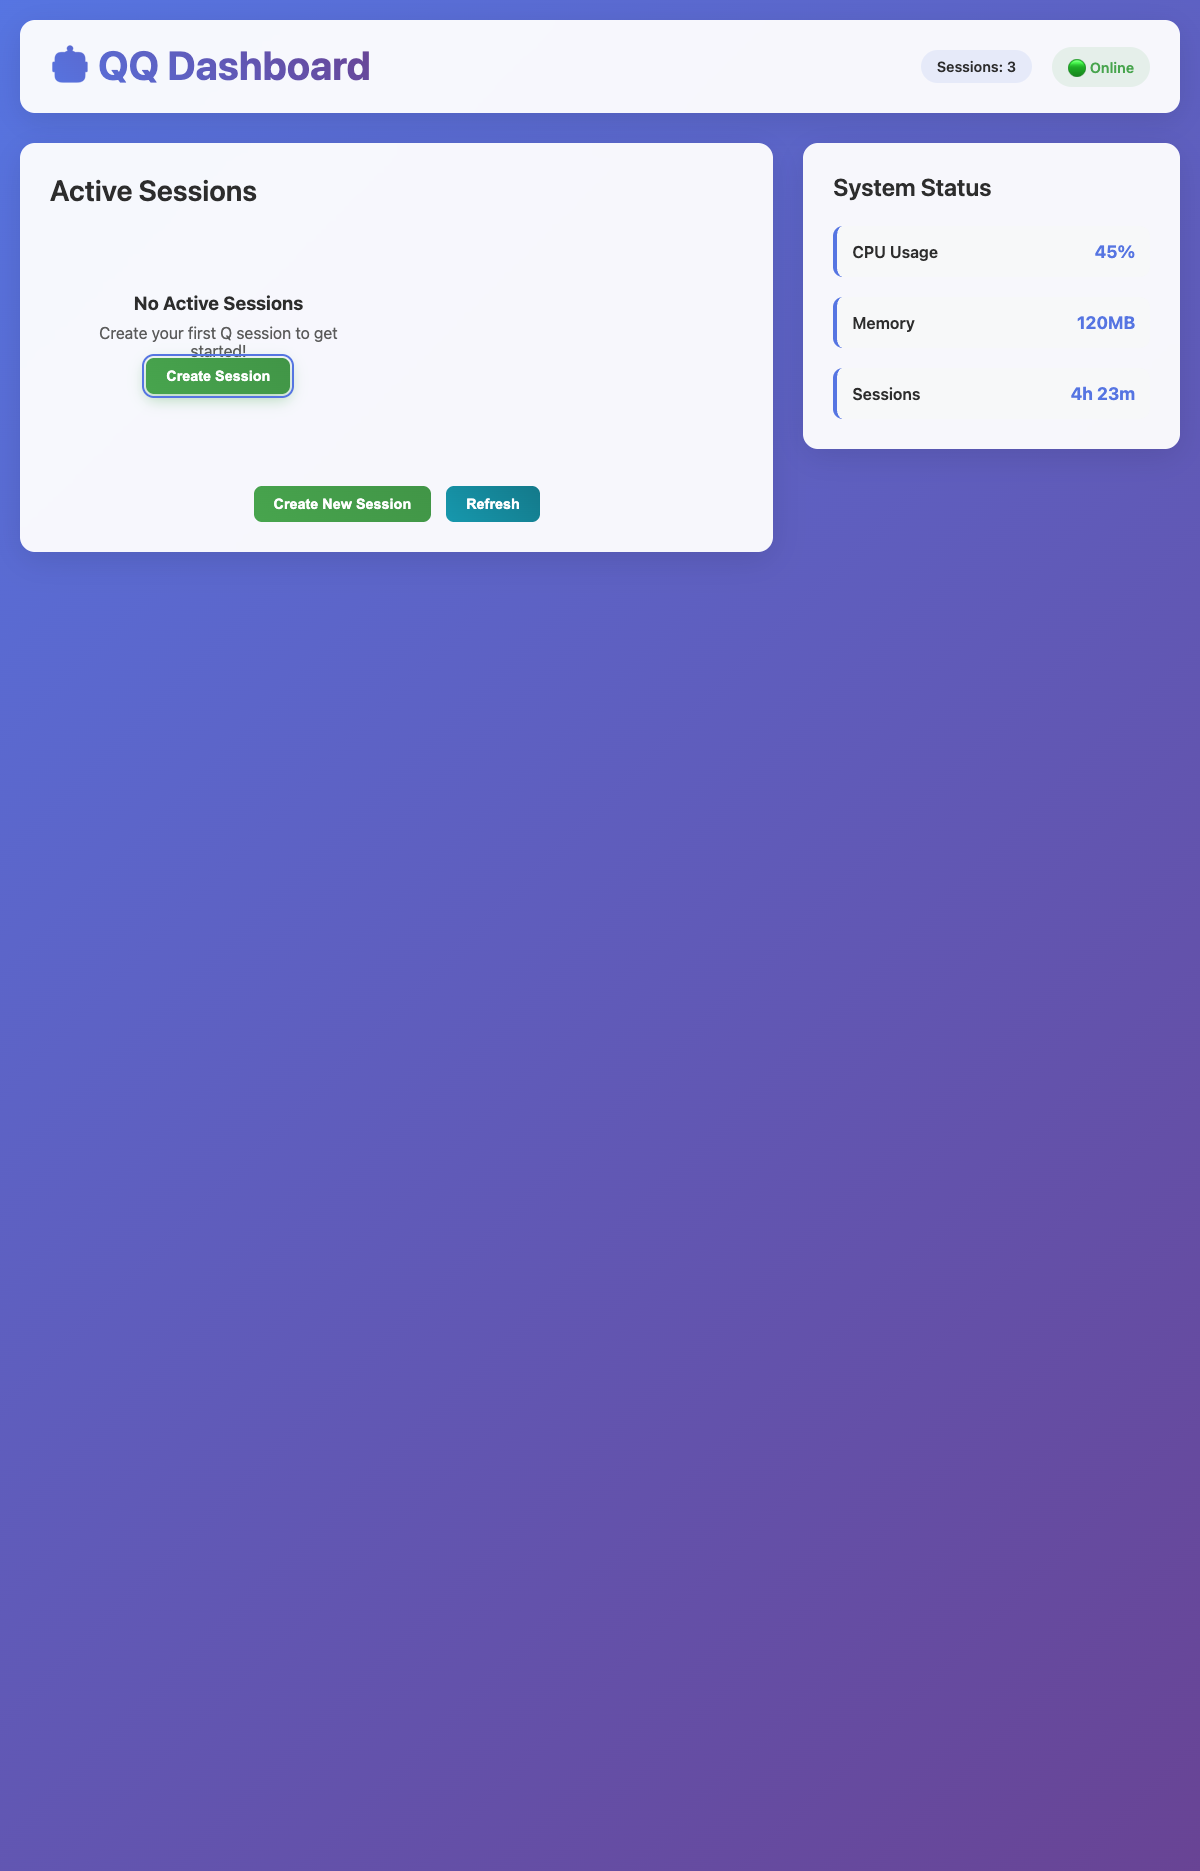 QQ Dashboard
Sessions: 3
Online
Active Sessions
No Active Sessions
Create your first Q session to get
started!
Create Session
Create New Session
Refresh
System Status
CPU Usage
45%
Memory
120MB
Sessions
4h 23m